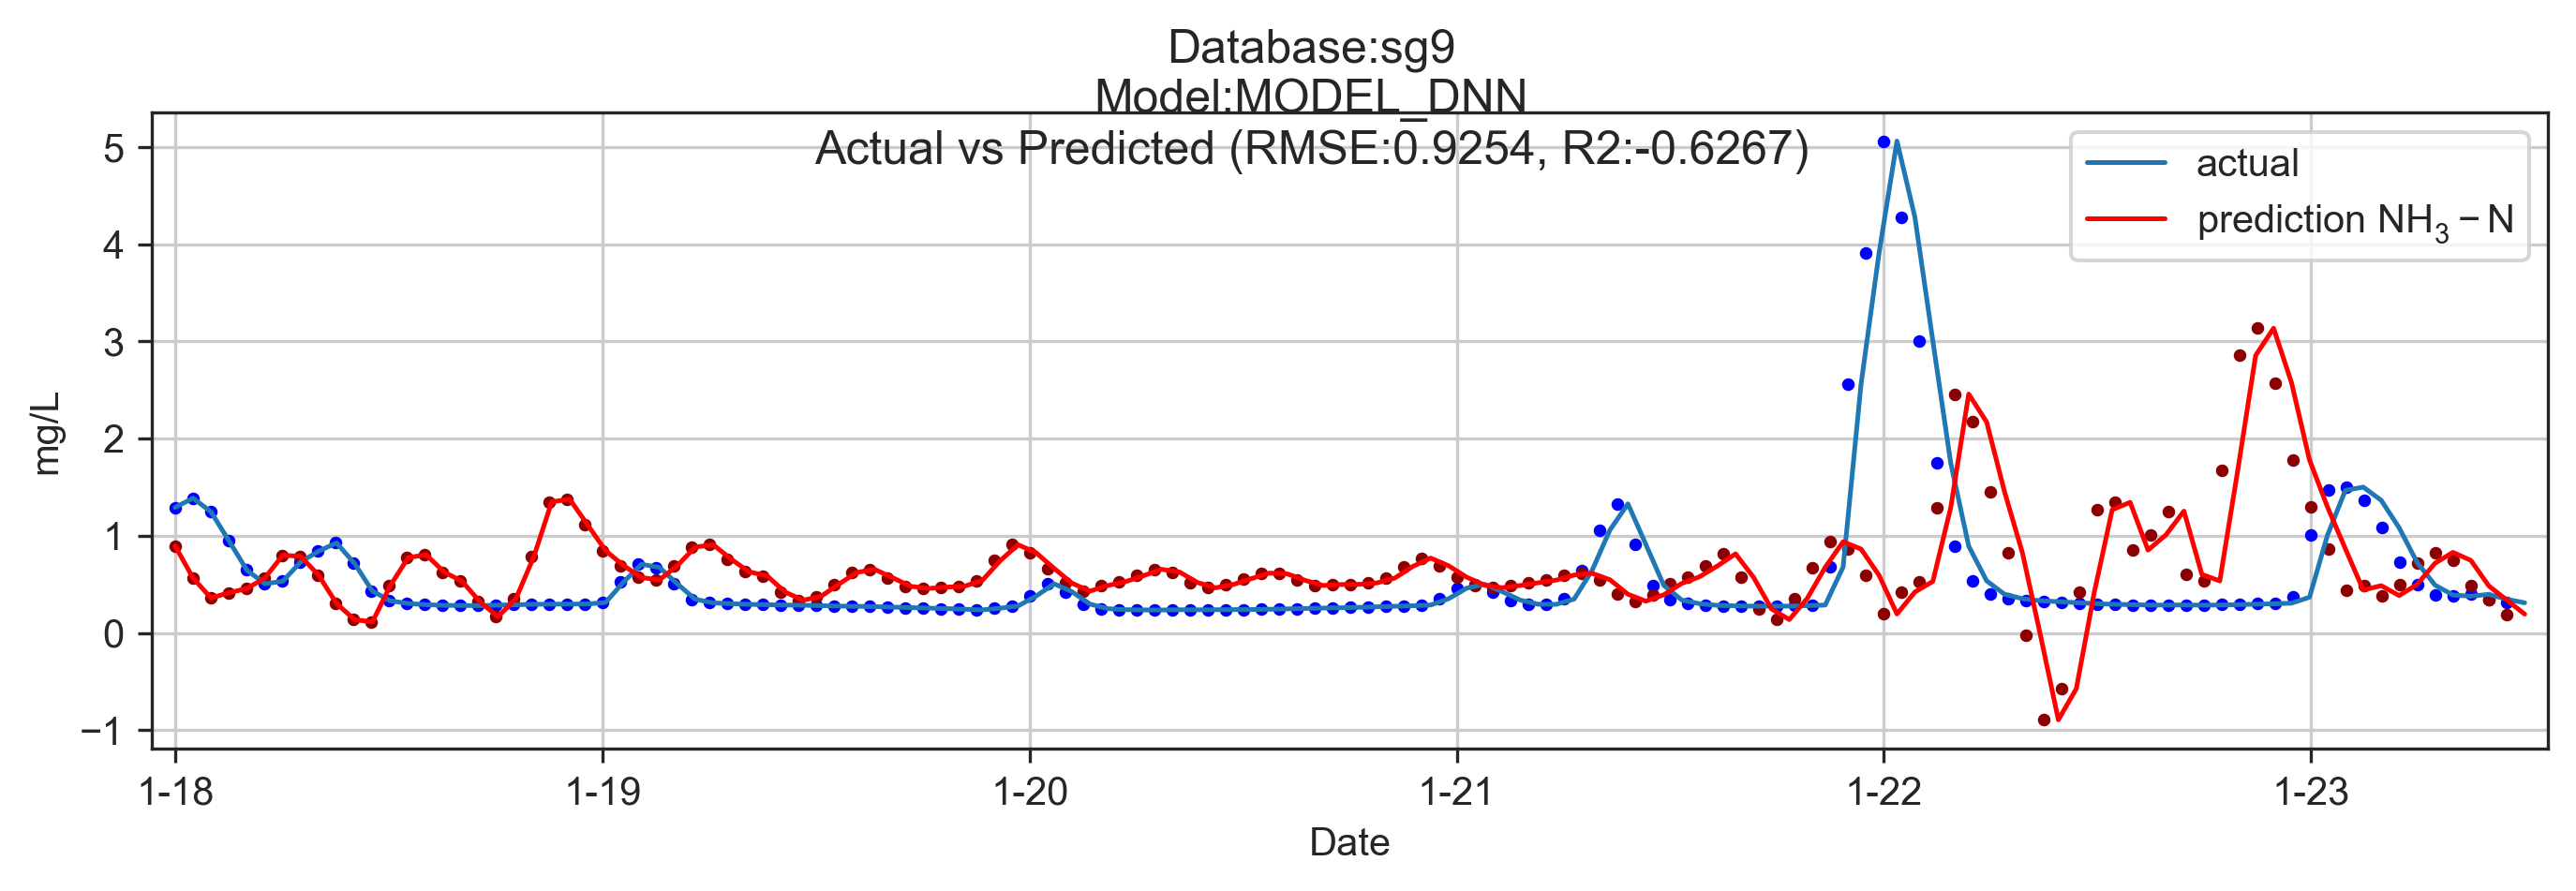 Database:sg9
Model:MODEL_DNN
Actual vs Predicted (RMSE:0.9254, R2:-0.6267)
actual
prediction NH₃ − N
5
4
3
2
1
0
−1
mg/L
1-18 1-19 1-20 1-21 1-22 1-23
Date